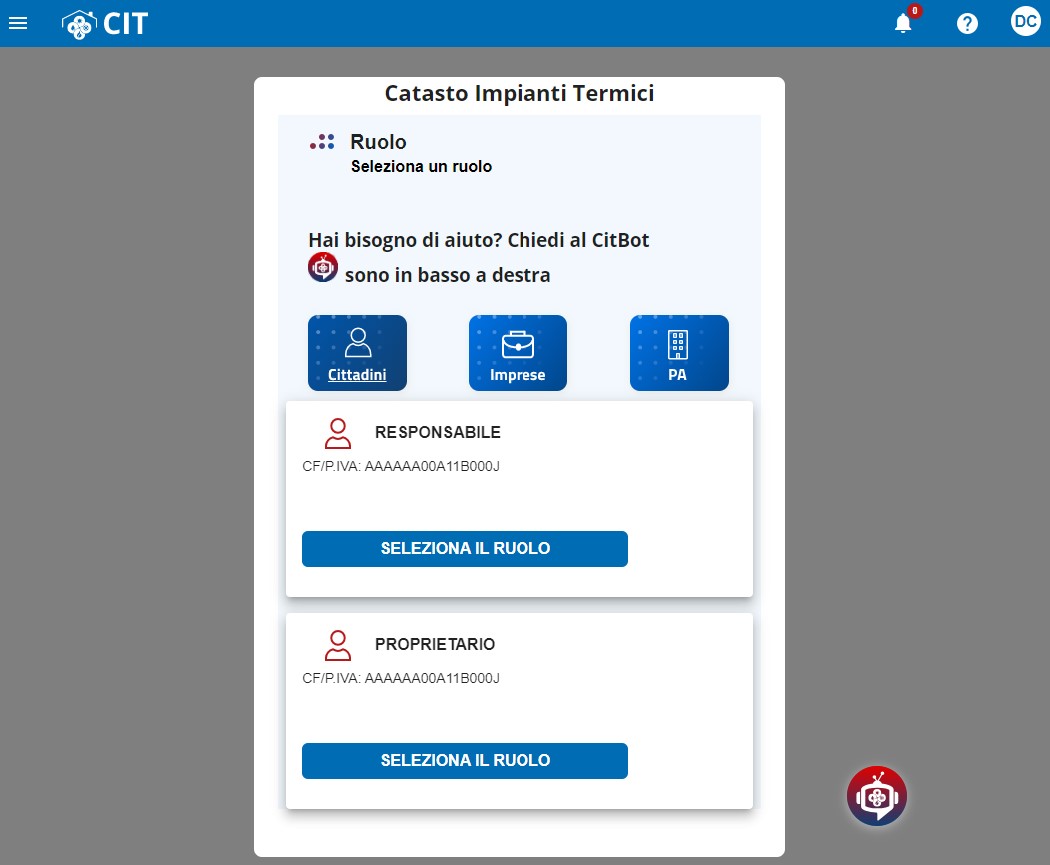 CIT
0
?
DC
Catasto Impianti Termici
Ruolo
Seleziona un ruolo
Hai bisogno di aiuto? Chiedi al CitBot
sono in basso a destra
Cittadini
Imprese
PA
RESPONSABILE
CF/P.IVA: AAAAAA00A11B000J
SELEZIONA IL RUOLO
PROPRIETARIO
CF/P.IVA: AAAAAA00A11B000J
SELEZIONA IL RUOLO